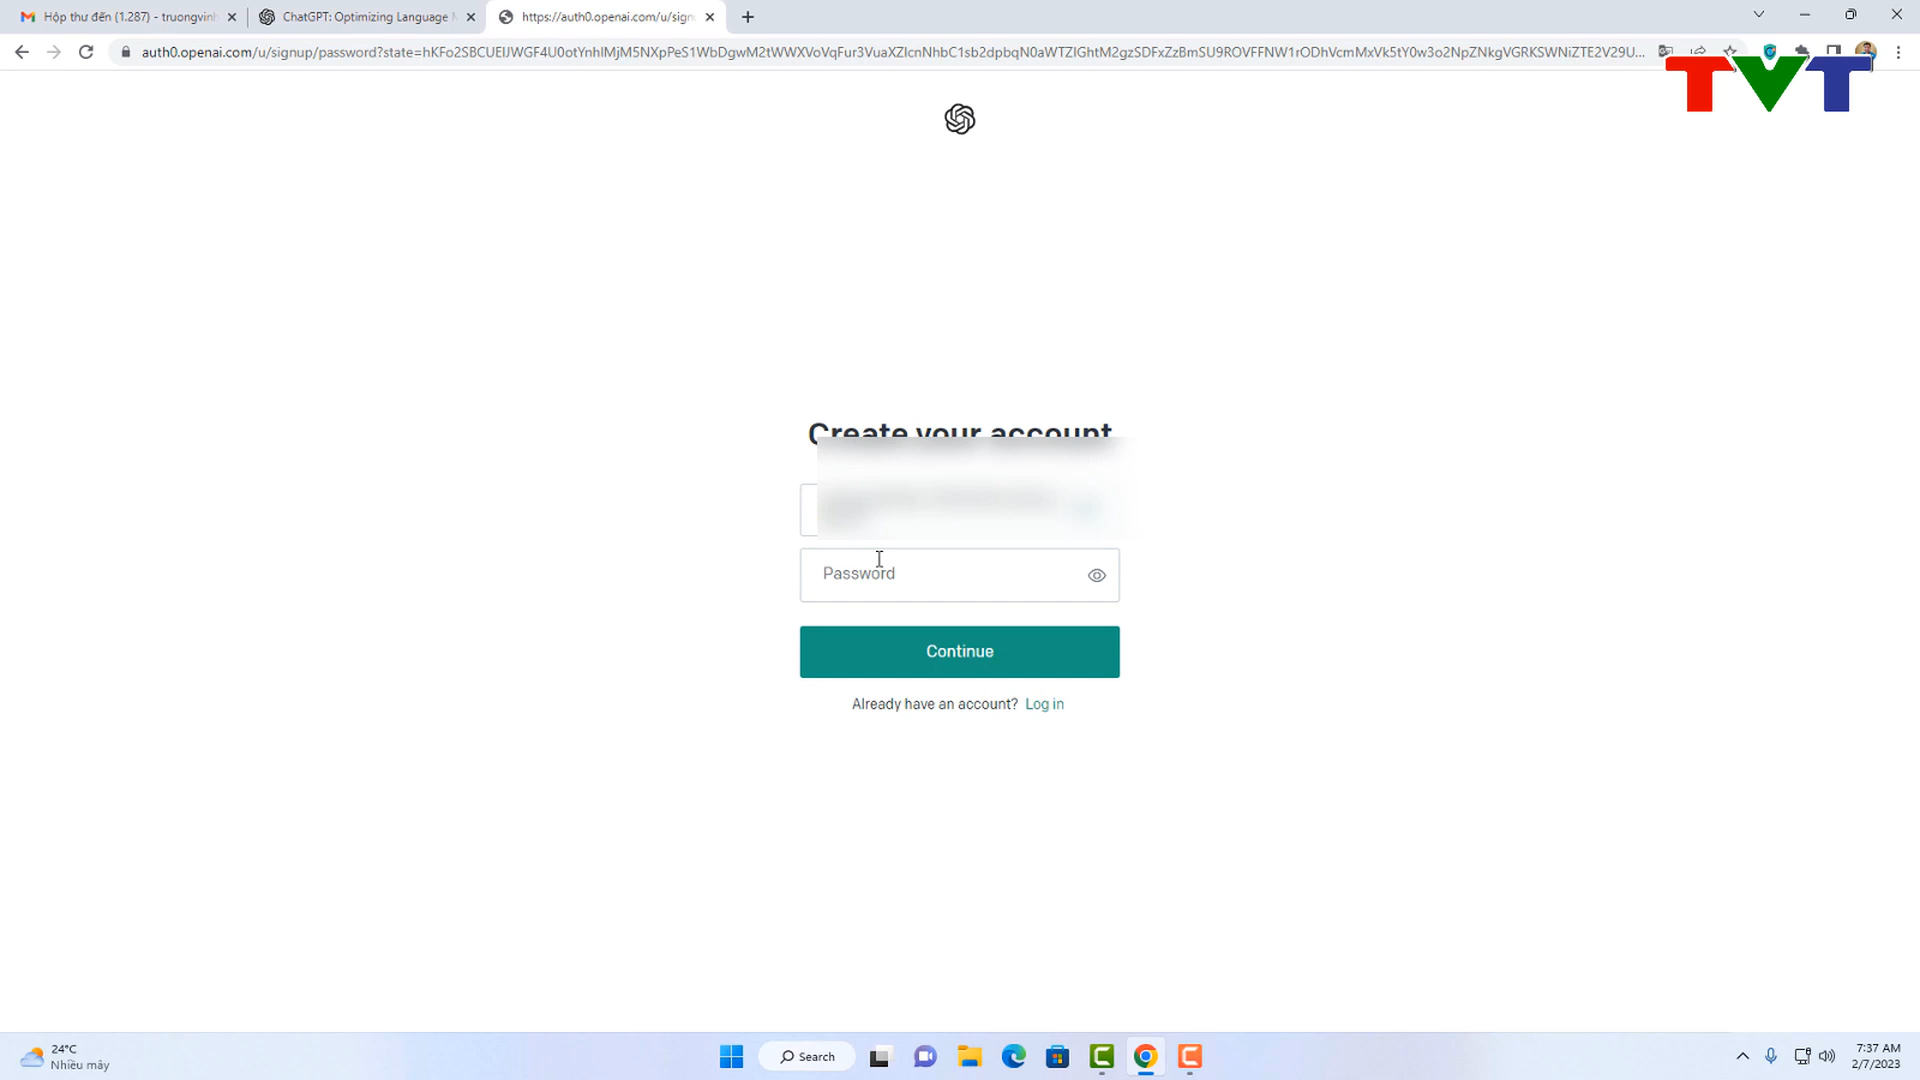 Hộp thư đến (1.287) - truongvinh
ChatGPT: Optimizing Language M
https://auth0.openai.com/u/sign
auth0.openai.com/u/signup/password?state=
TVT
Create your account
Password
Continue
Already have an account? Log in
24°C
Nhiều mây
Search
7:37 AM
2/7/2023